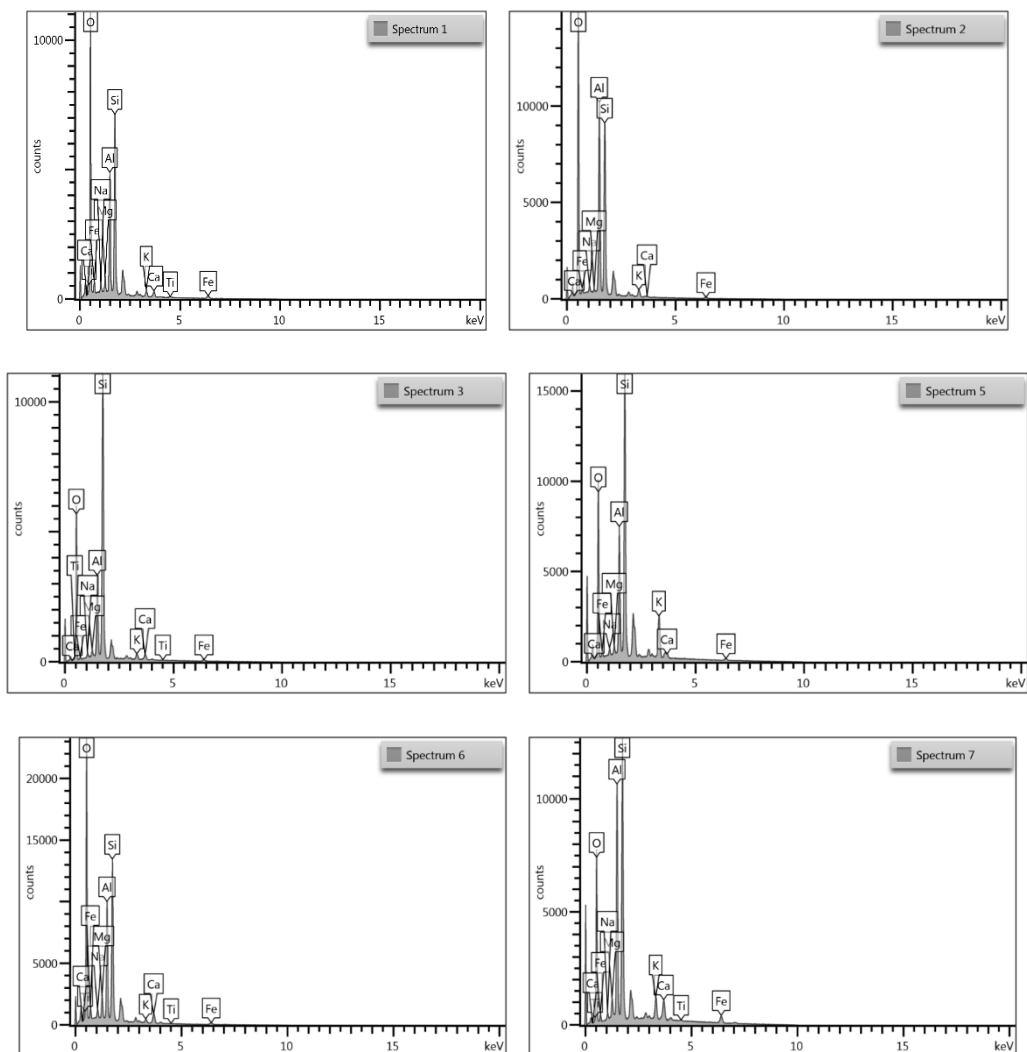 Spectrum 1
counts
10000
0
O
Si
Al
Na
Mg
Fe
Ca
K
Ca
Ti
Fe
0 5 10 15 keV
Spectrum 2
counts
10000
5000
0
O
Al
Si
Mg
Na
Fe
Ca
K
Ca
Fe
0 5 10 15 keV
Spectrum 3
counts
10000
0
Si
O
Ti
Al
Na
Mg
Fe
Ca
K
Ca
Ti
Fe
0 5 10 15 keV
Spectrum 5
counts
15000
10000
5000
0
Si
O
Al
Mg
Fe
Na
Ca
K
Ca
Fe
0 5 10 15 keV
Spectrum 6
counts
20000
15000
10000
5000
0
O
Si
Al
Fe
Mg
Na
Ca
Ca
K
Ti
Fe
0 5 10 15 keV
Spectrum 7
counts
10000
5000
0
Si
Al
O
Na
Mg
Fe
Ca
K
Ca
Ti
Fe
0 5 10 15 keV